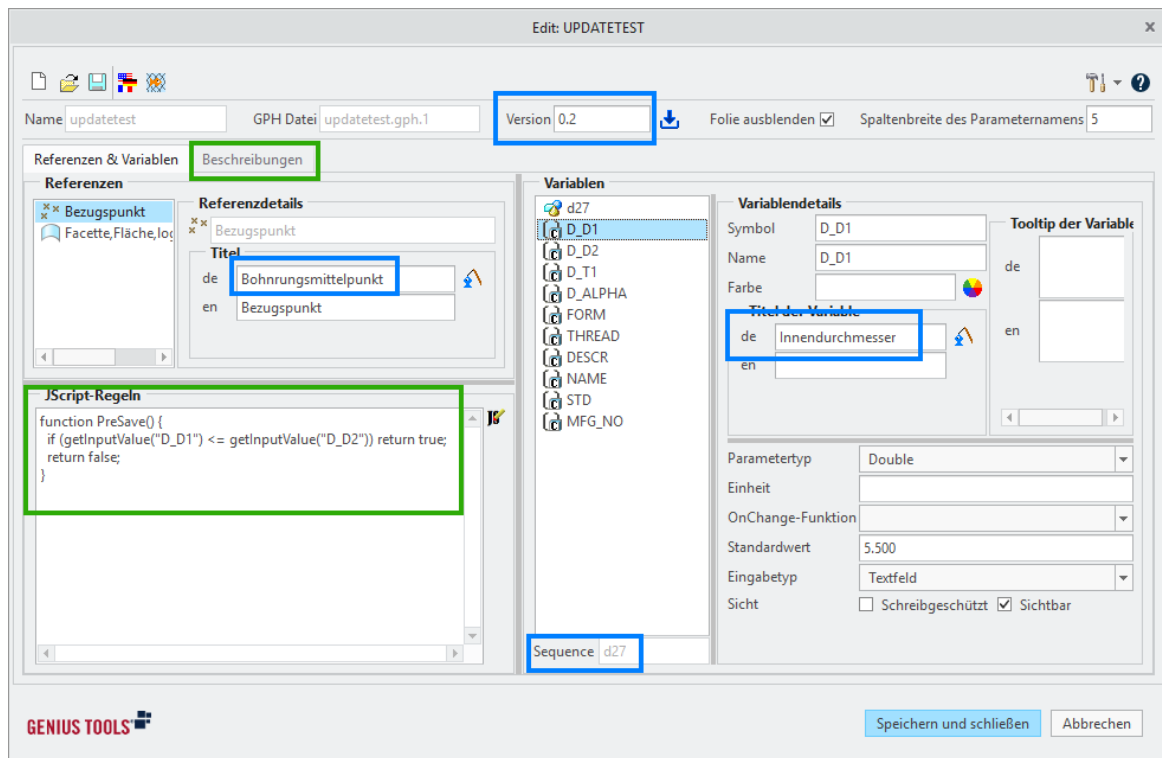 Edit: UPDATETEST
Name updatetest GPH Datei updatetest.gph.1 Version 0.2 Folie ausblenden Spaltenbreite des Parameternamens 5
Referenzen & Variablen Beschreibungen
Referenzen
Bezugspunkt
Facette,Fläche,log
Referenzdetails
Bezugspunkt
Titel
de Bohnrungsmittelpunkt
en Bezugspunkt
JScript-Regeln
function PreSave() {
if (getInputValue("D_D1") <= getInputValue("D_D2")) return true;
return false;
}
Variablen
d27
D_D1
D_D2
D_T1
D_ALPHA
FORM
THREAD
DESCR
NAME
STD
MFG_NO
Sequence d27
Variablendetails
Symbol D_D1
Name D_D1
Farbe
Titel der Variable
de Innendurchmesser
en
Tooltip der Variable
de
en
Parametertyp Double
Einheit
OnChange-Funktion
Standardwert 5.500
Eingabetyp Textfeld
Sicht Schreibgeschützt Sichtbar
GENIUS TOOLS
Speichern und schließen Abbrechen